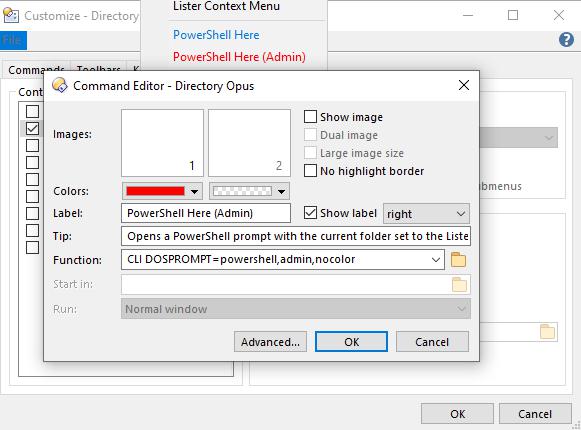 Lister Context Menu
Customize - Directory
PowerShell Here
File
PowerShell Here (Admin)
Commands Toolbars K
Command Editor - Directory Opus
Cont
Images:
1
2
Show image
Dual image
Large image size
No highlight border
Colors:
Label: PowerShell Here (Admin) Show label right
Tip: Opens a PowerShell prompt with the current folder set to the Liste
Function: CLI DOSPROMPT=powershell,admin,nocolor
Start in:
Run: Normal window
Advanced... OK Cancel
OK Cancel